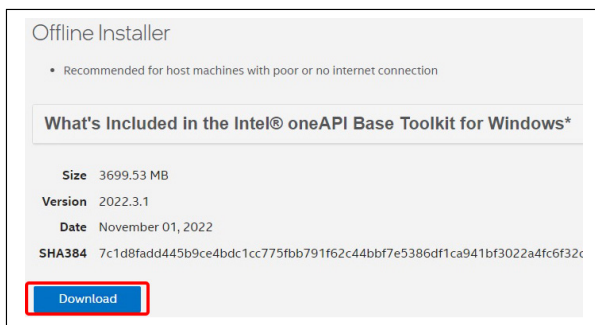 Offline Installer
• Recommended for host machines with poor or no internet connection
What's Included in the Intel® oneAPI Base Toolkit for Windows*
Size 3699.53 MB
Version 2022.3.1
Date November 01, 2022
SHA384 7c1d8fadd445b9ce4bdc1cc775fbb791f62c44bbf7e5386df1ca941bf3022a4fc6f32c
Download